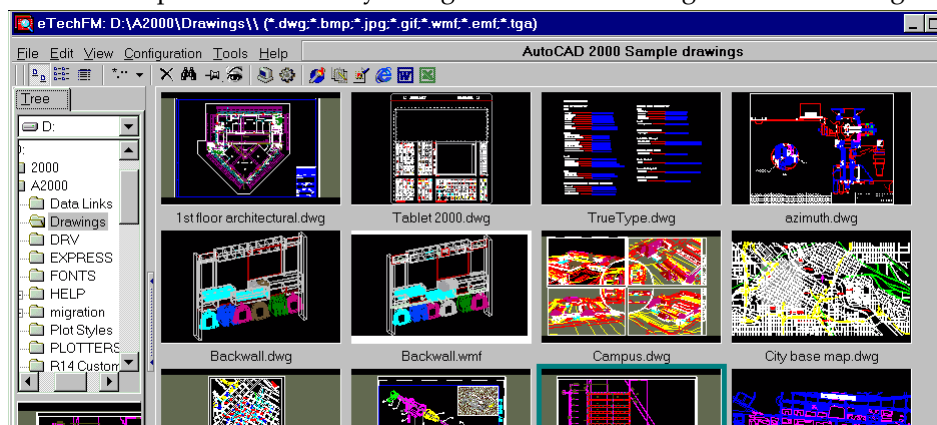 eTechFM: D:\A2000\Drawings\\ (*.dwg;*.bmp;*.jpg;*.gif;*.wmf;*.emf;*.tga)
File Edit View Configuration Tools Help
AutoCAD 2000 Sample drawings
Tree
D:
2000
A2000
Data Links
Drawings
DRV
EXPRESS
FONTS
HELP
migration
Plot Styles
PLOTTERS
R14 Custom
1st floor architectural.dwg
Tablet 2000.dwg
TrueType.dwg
azimuth.dwg
Backwall.dwg
Backwall.wmf
Campus.dwg
City base map.dwg